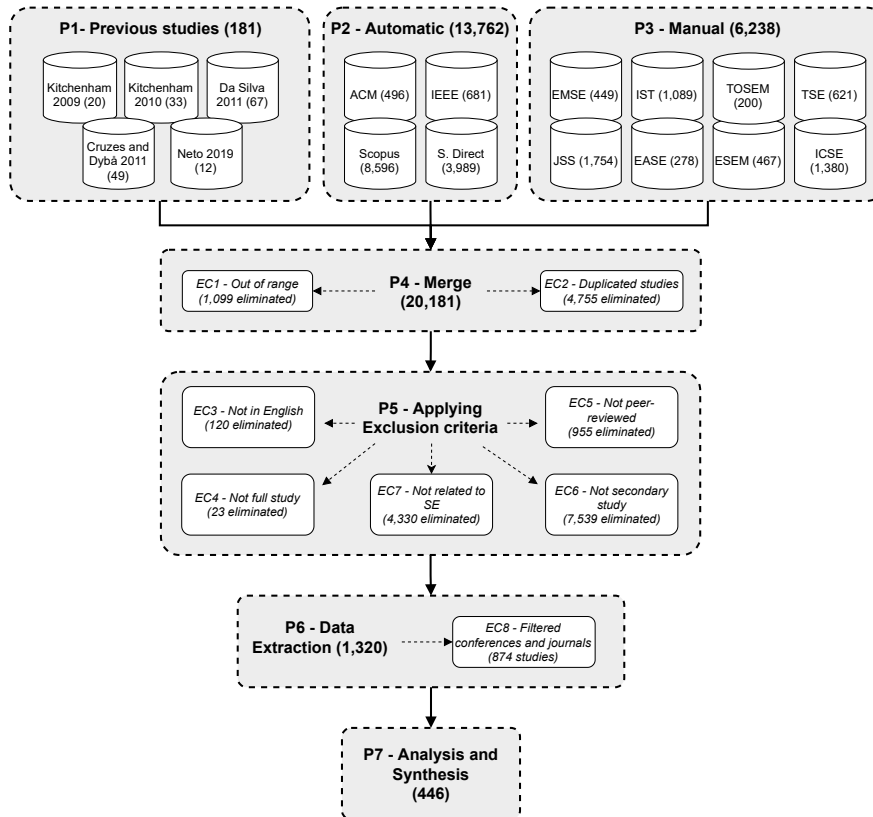 P1- Previous studies (181)
Kitchenham
2009 (20)
Kitchenham
2010 (33)
Da Silva
2011 (67)
Cruzes and
Dybå 2011
(49)
Neto 2019
(12)
P2 - Automatic (13,762)
ACM (496)
IEEE (681)
Scopus
(8,596)
S. Direct
(3,989)
P3 - Manual (6,238)
EMSE (449)
IST (1,089)
TOSEM
(200)
TSE (621)
JSS (1,754)
EASE (278)
ESEM (467)
ICSE
(1,380)
EC1 - Out of range
(1,099 eliminated)
P4 - Merge
(20,181)
EC2 - Duplicated studies
(4,755 eliminated)
EC3 - Not in English
(120 eliminated)
P5 - Applying
Exclusion criteria
EC5 - Not peer-
reviewed
(955 eliminated)
EC4 - Not full study
(23 eliminated)
EC7 - Not related to
SE
(4,330 eliminated)
EC6 - Not secondary
study
(7,539 eliminated)
P6 - Data
Extraction (1,320)
EC8 - Filtered
conferences and journals
(874 studies)
P7 - Analysis and
Synthesis
(446)